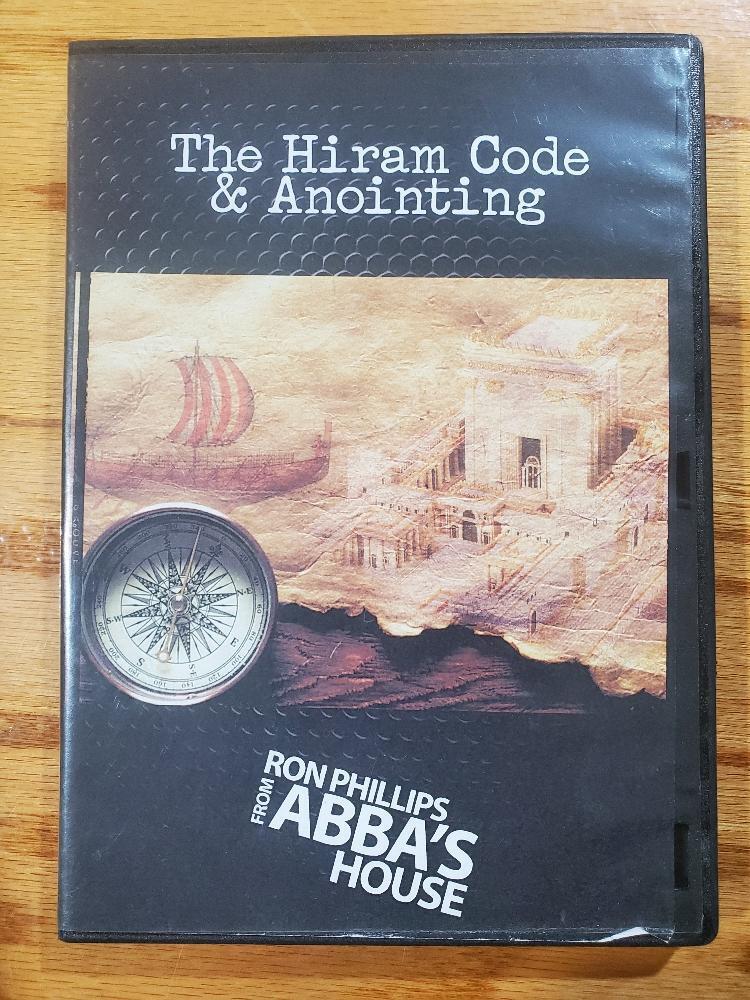 The Hiram Code
& Anointing
N-E
S-W
S
RON PHILLIPS
FROM ABBA'S
HOUSE